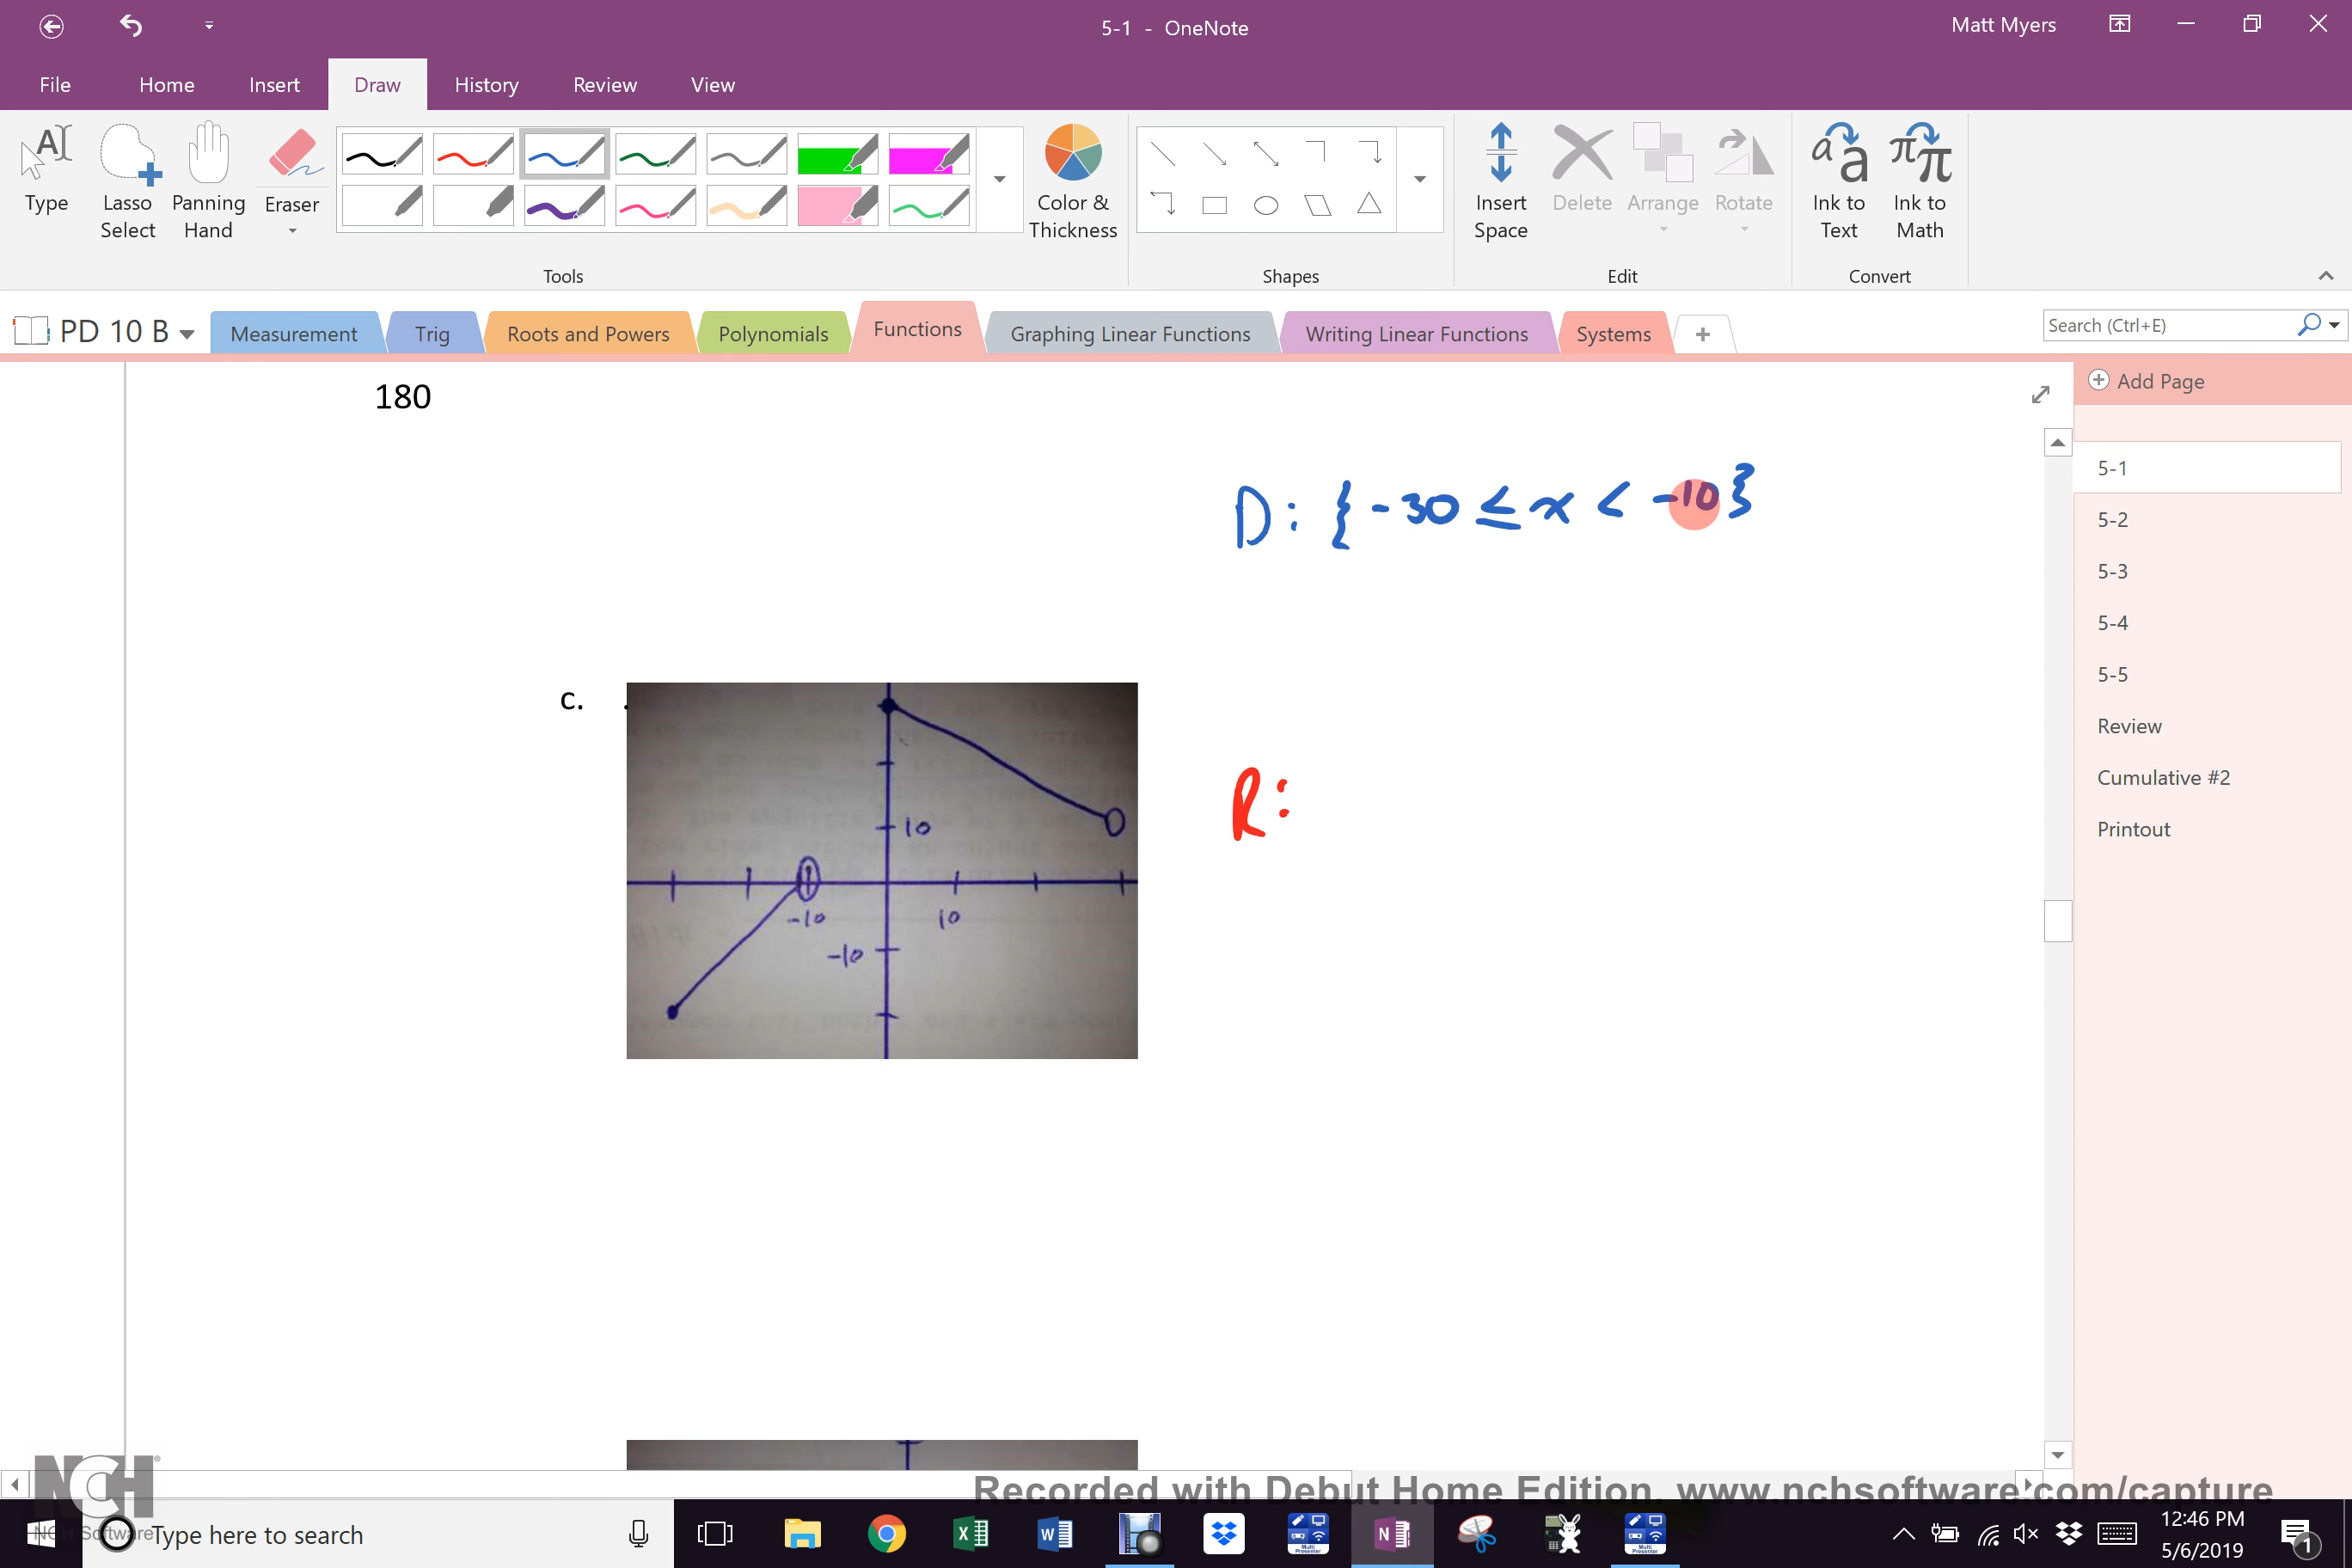 5-1 - OneNote
Matt Myers
File Home Insert Draw History Review View
Type
Lasso Select
Panning Hand
Eraser
Color & Thickness
Insert Space
Delete
Arrange
Rotate
Ink to Text
Ink to Math
Tools
Shapes
Edit
Convert
PD 10 B
Measurement Trig Roots and Powers Polynomials Functions Graphing Linear Functions Writing Linear Functions Systems
Search (Ctrl+E)
Add Page
5-1
5-2
5-3
5-4
5-5
Review
Cumulative #2
Printout
180
D: {-30 ≤ x < -10}
c. .
10
-10
10
-10
R:
NCH
NCH Software
Recorded with Debut Home Edition. www.nchsoftware.com/capture
Type here to search
12:46 PM
5/6/2019
1